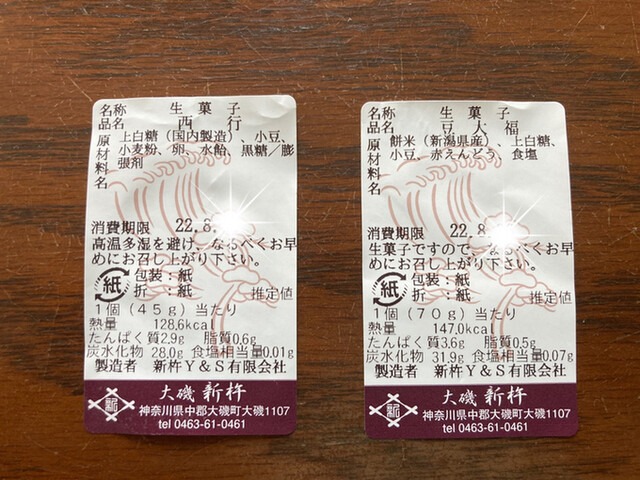 名称 生菓子
品名 西行
原材料名 上白糖(国内製造)、小豆、
小麦粉、卵、水飴、黒糖/膨
張剤
消費期限 22.8.
高温多湿を避け、なるべくお早
めにお召し上がり下さい。
紙 包装:紙
折:紙
推定値
1個(45g)当たり
熱量 128.6kcal
たんぱく質2.9g 脂質0.6g
炭水化物 28.0g 食塩相当量0.01g
製造者 新杵Y&S有限会社
新 大磯 新杵
神奈川県中郡大磯町大磯1107
tel 0463-61-0461
名称 生菓子
品名 豆大福
原材料名 餅米(新潟県産)、上白糖、
小豆、赤えんどう、食塩
消費期限 22.8
生菓子ですので、なるべくお早
めにお召し上がり下さい。
紙 包装:紙
折:紙
推定値
1個(70g)当たり
熱量 147.0kcal
たんぱく質3.6g 脂質0.5g
炭水化物 31.9g 食塩相当量0.07g
製造者 新杵Y&S有限会社
新 大磯 新杵
神奈川県中郡大磯町大磯1107
tel 0463-61-0461